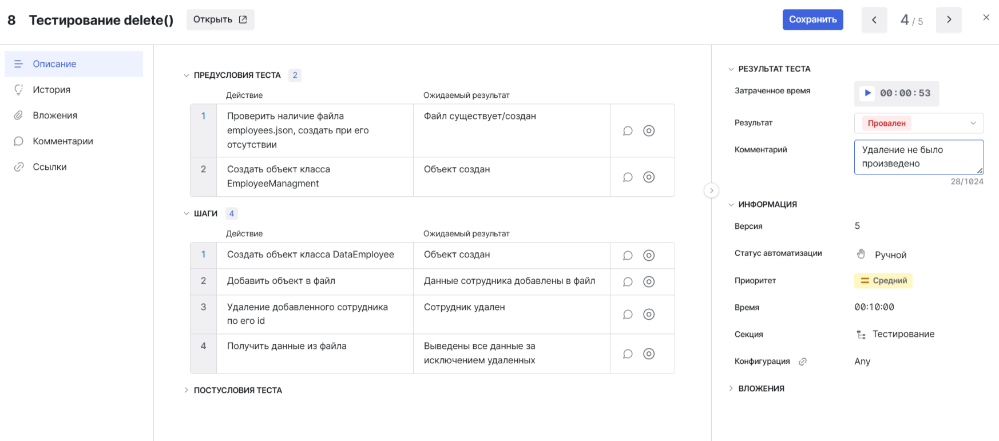 8 Тестирование delete() Открыть Сохранить 4 / 5
Описание
История
Вложения
Комментарии
Ссылки
ПРЕДУСЛОВИЯ ТЕСТА 2
Действие Ожидаемый результат
1 Проверить наличие файла
employees.json, создать при его
отсутствии
Файл существует/создан
2 Создать объект класса
EmployeeManagment
Объект создан
ШАГИ 4
Действие Ожидаемый результат
1 Создать объект класса DataEmployee Объект создан
2 Добавить объект в файл Данные сотрудника добавлены в файл
3 Удаление добавленного сотрудника
по его id
Сотрудник удален
4 Получить данные из файла
Выведены все данные за
исключением удаленных
ПОСТУСЛОВИЯ ТЕСТА
РЕЗУЛЬТАТ ТЕСТА
Затраченное время 00:00:53
Результат Провален
Комментарий Удаление не было
произведено
28/1024
ИНФОРМАЦИЯ
Версия 5
Статус автоматизации Ручной
Приоритет Средний
Время 00:10:00
Секция Тестирование
Конфигурация Any
ВЛОЖЕНИЯ